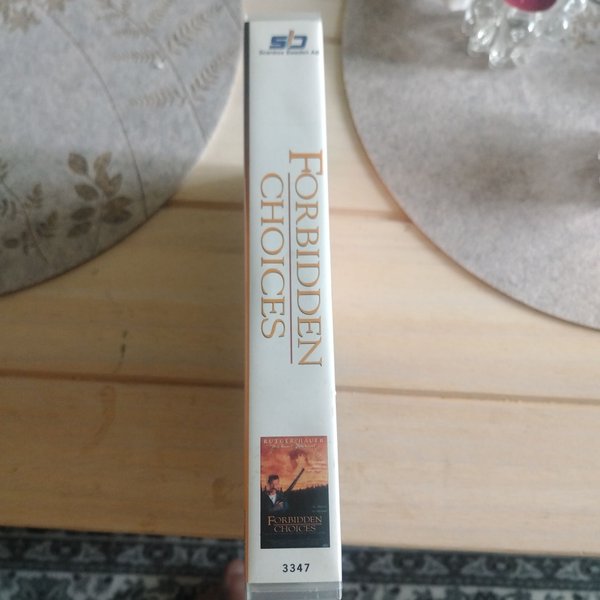 sb
Scanbox Sweden AB
FORBIDDEN
CHOICES
RUTGER HAUER
FORBIDDEN
CHOICES
3347